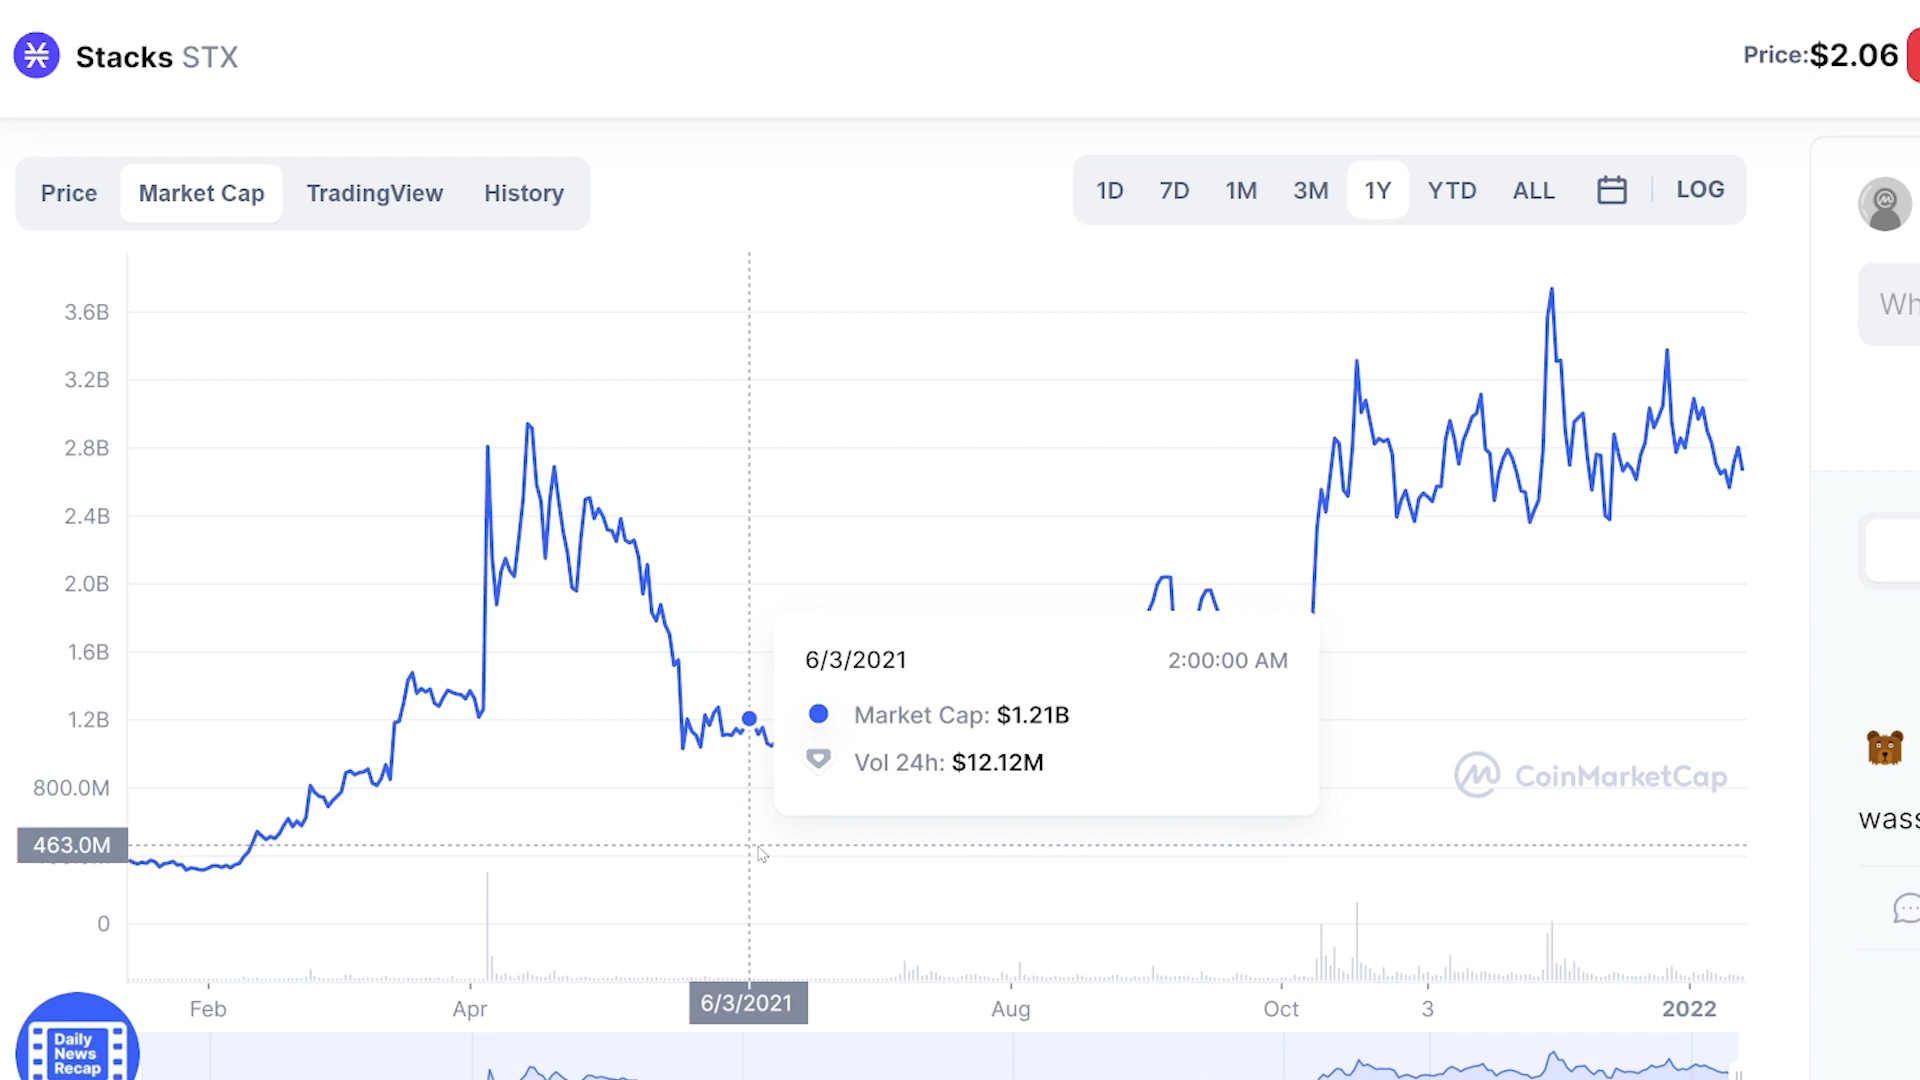 Stacks STX
Price:$2.06
Price Market Cap TradingView History
1D 7D 1M 3M 1Y YTD ALL LOG
3.6B
3.2B
2.8B
2.4B
2.0B
1.6B
1.2B
800.0M
463.0M
0
6/3/2021 2:00:00 AM
Market Cap: $1.21B
Vol 24h: $12.12M
CoinMarketCap
Feb Apr 6/3/2021 Aug Oct 3 2022
Wh
wass
Daily
News
Recap